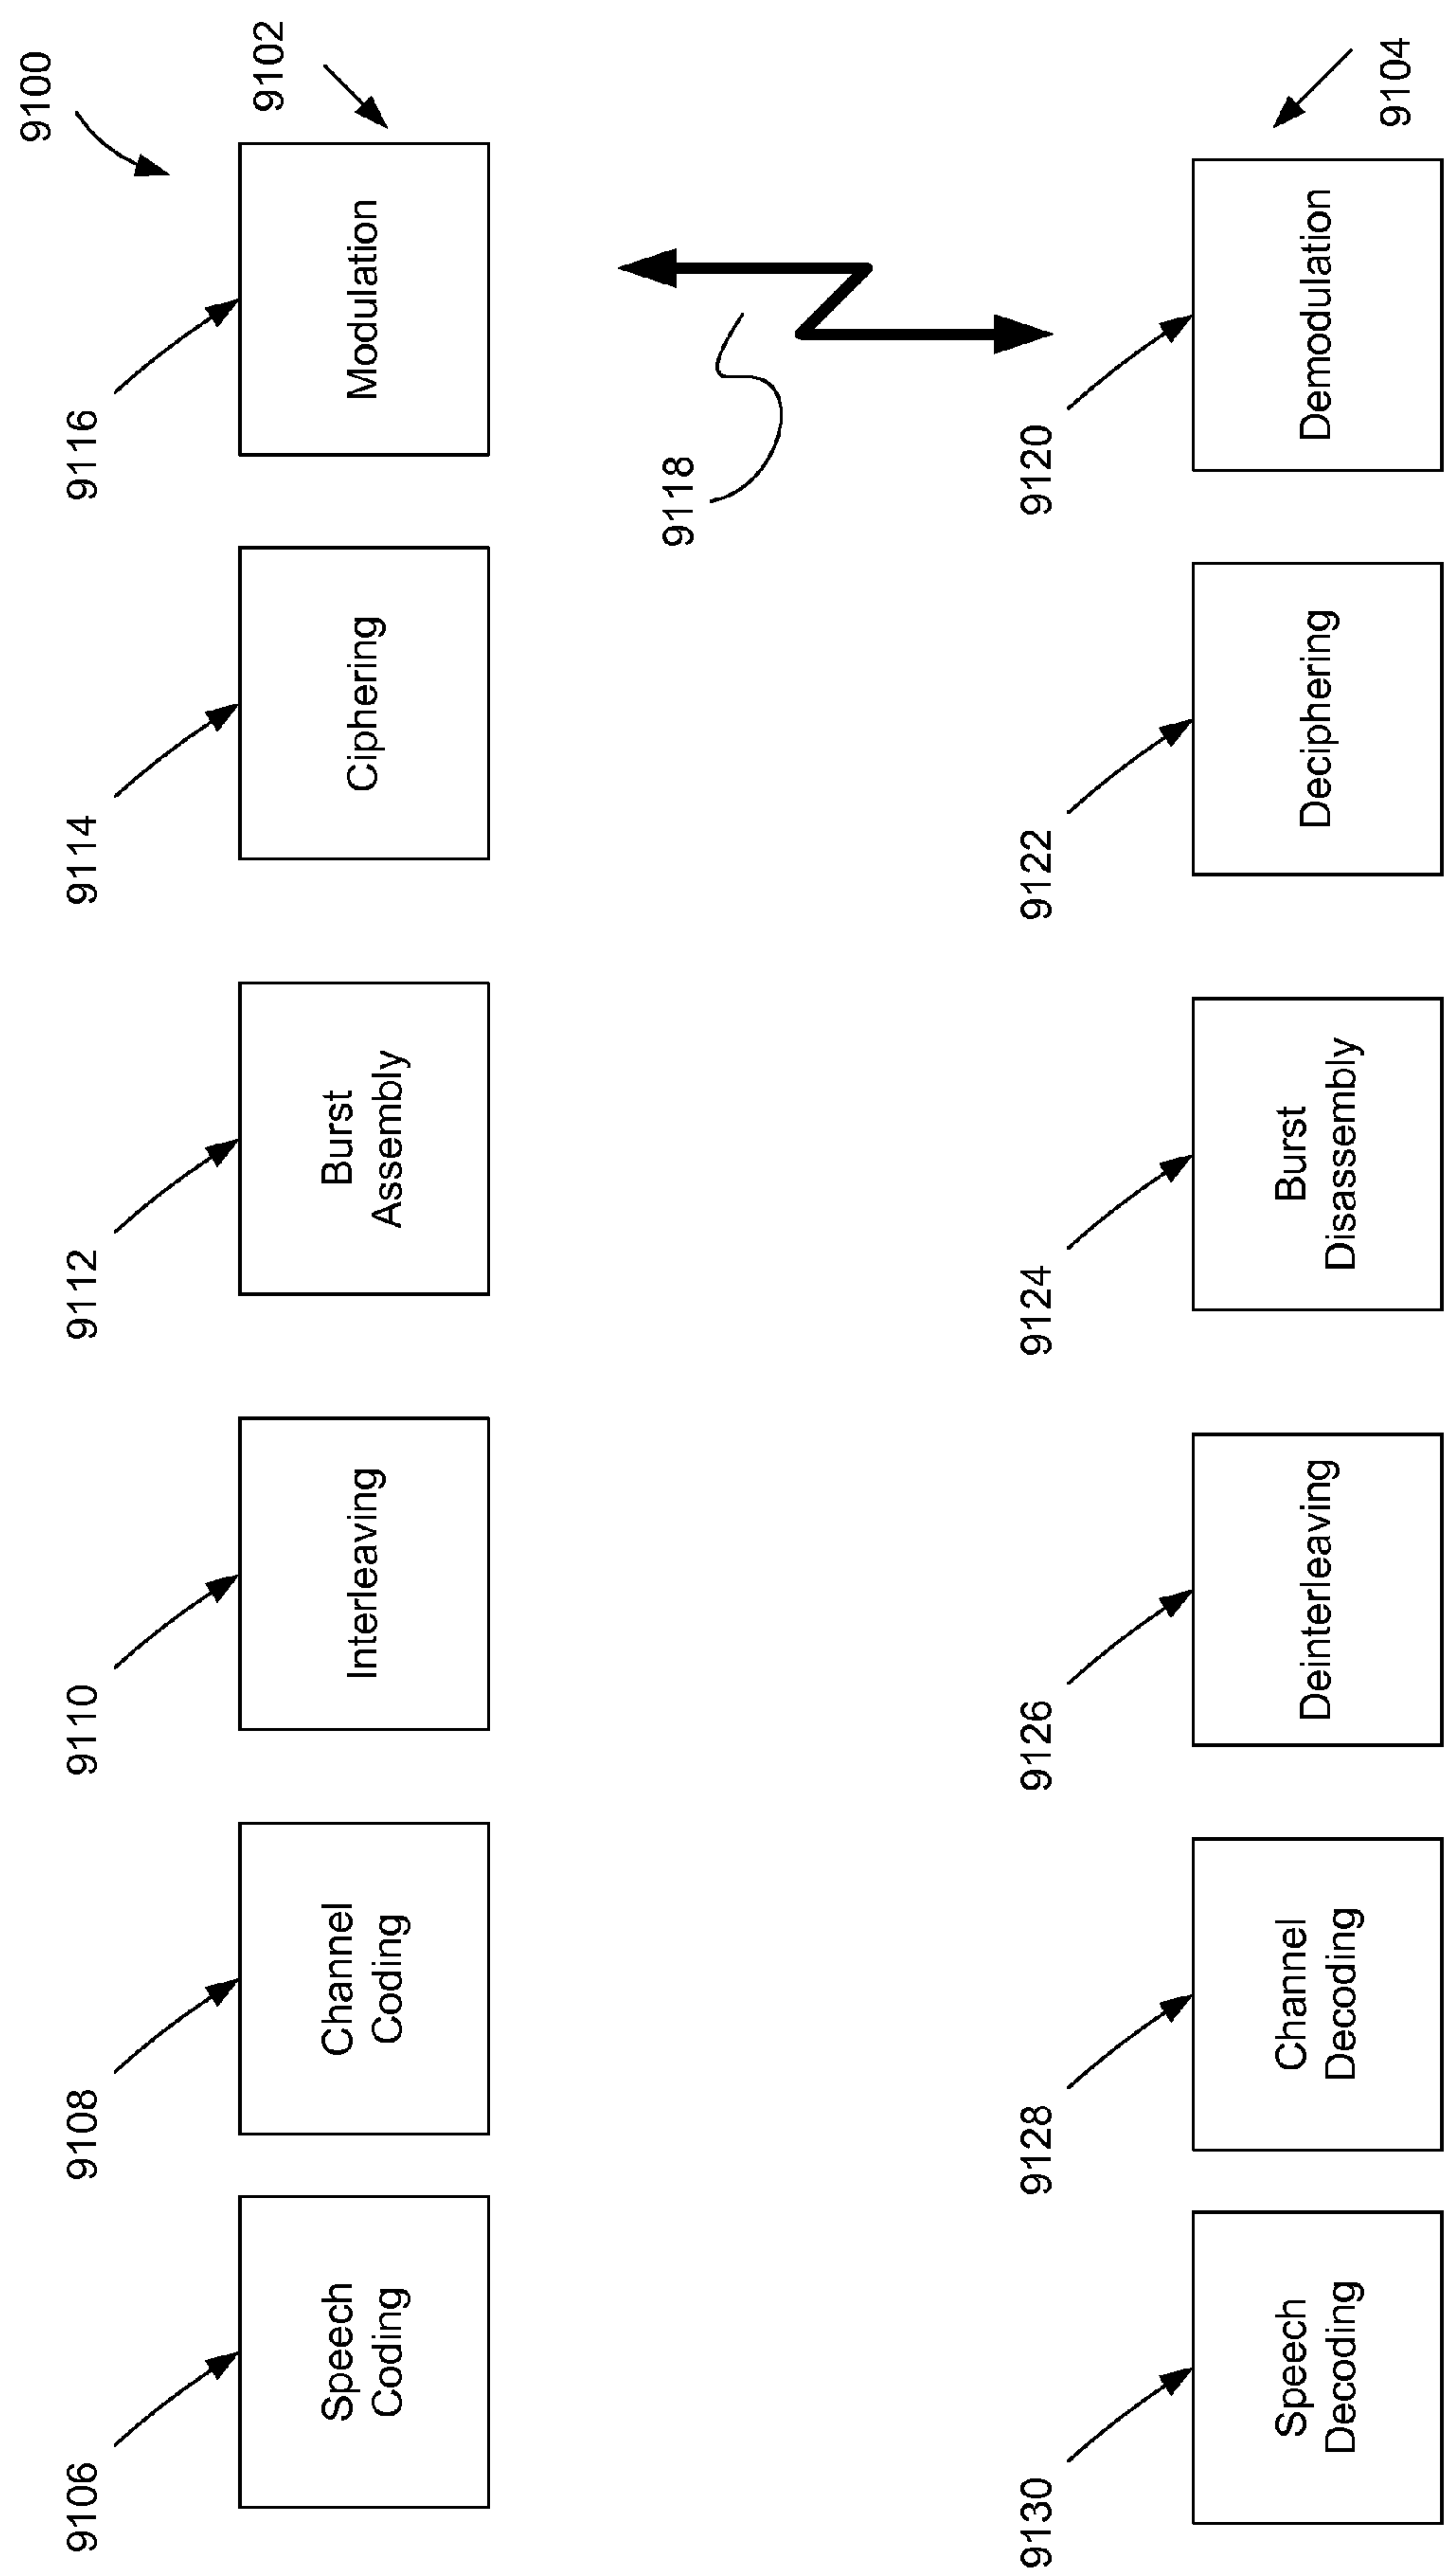 9100
9102
9106
9108
9110
9112
9114
9116
Speech
Coding
Channel
Coding
Interleaving
Burst
Assembly
Ciphering
Modulation
9118
9130
9128
9126
9124
9122
9120
Speech
Decoding
Channel
Decoding
Deinterleaving
Burst
Disassembly
Deciphering
Demodulation
9104